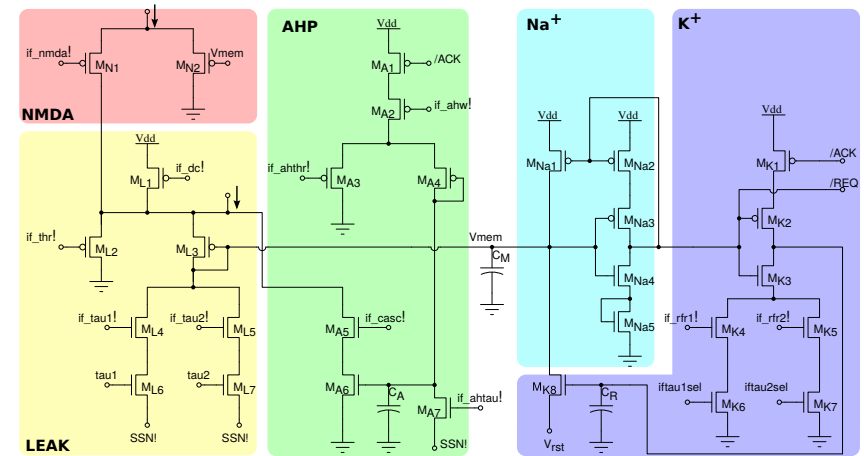 if_nmda!
MN1
MN2
Vmem
NMDA
Vdd
ML1
if_dc!
if_thr!
ML2
ML3
if_tau1!
ML4
if_tau2!
ML5
tau1
ML6
tau2
ML7
SSN!
SSN!
LEAK
AHP
Vdd
MA1
/ACK
MA2
if_ahw!
if_ahthr!
MA3
MA4
MA5
if_casc!
MA6
CA
MA7
if_ahtau!
SSN!
Vmem
CM
Na+
Vdd
Vdd
MNa1
MNa2
MNa3
MNa4
MNa5
K+
Vdd
MK1
/ACK
/REQ
MK2
MK3
if_rfr1!
MK4
if_rfr2!
MK5
iftau1sel
MK6
iftau2sel
MK7
MK8
CR
Vrst